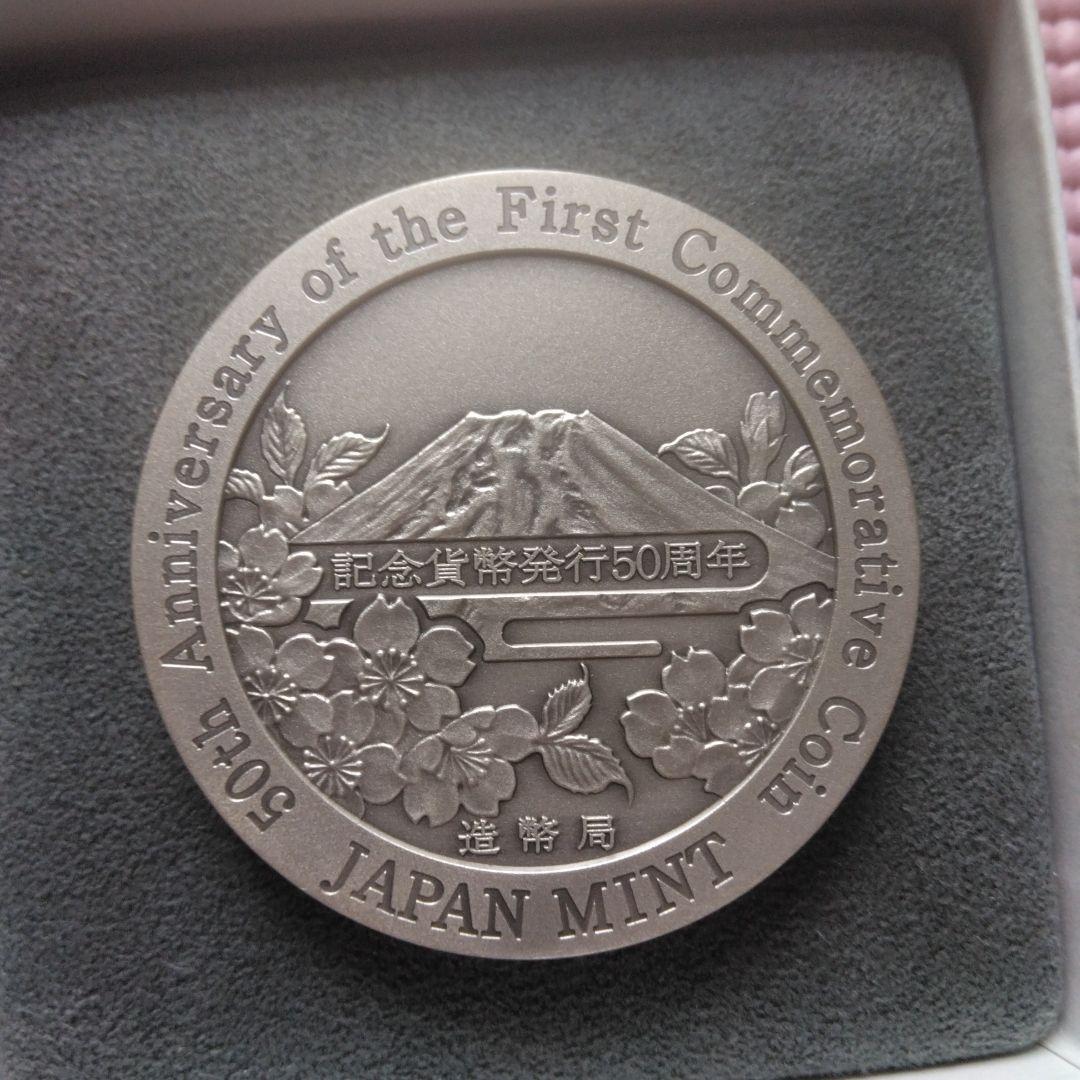 50th Anniversary of the First Commemorative Coin
記念貨幣発行50周年
造幣局
JAPAN MINT